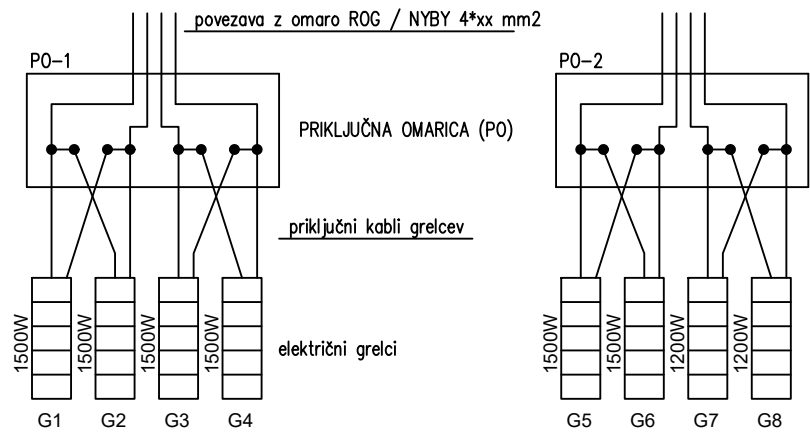 povezava z omaro ROG / NYBY 4*xx mm2
PO-1
PO-2
PRIKLJUČNA OMARICA (PO)
priključni kabli grelcev
1500W
1500W
1500W
1500W
električni grelci
1500W
1500W
1200W
1200W
G1
G2
G3
G4
G5
G6
G7
G8